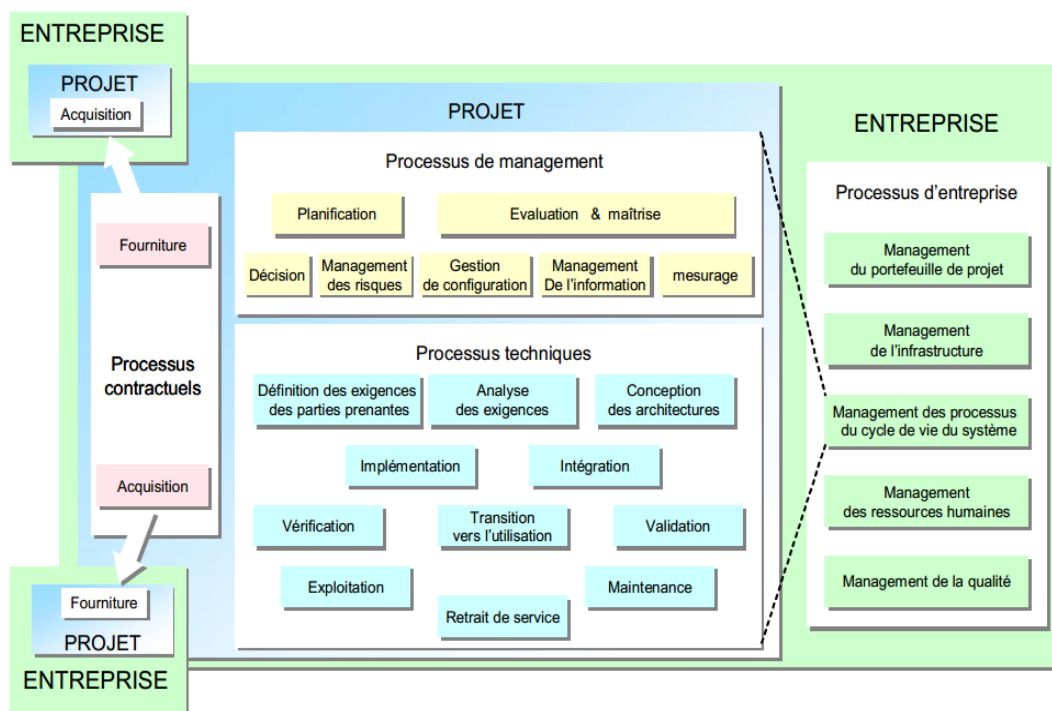 ENTREPRISE
PROJET
Acquisition
Fourniture
Processus
contractuels
Acquisition
Fourniture
PROJET
ENTREPRISE
PROJET
Processus de management
Planification
Evaluation & maîtrise
Décision
Management
des risques
Gestion
de configuration
Management
De l'information
mesurage
Processus techniques
Définition des exigences
des parties prenantes
Analyse
des exigences
Conception
des architectures
Implémentation
Intégration
Vérification
Transition
vers l'utilisation
Validation
Exploitation
Maintenance
Retrait de service
ENTREPRISE
Processus d'entreprise
Management
du portefeuille de projet
Management
de l'infrastructure
Management des processus
du cycle de vie du système
Management
des ressources humaines
Management de la qualité